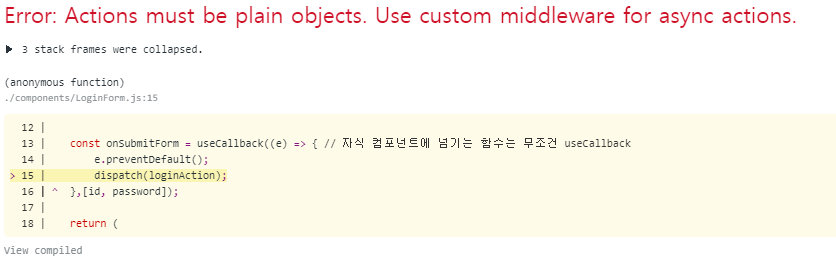 Error: Actions must be plain objects. Use custom middleware for async actions.
▶ 3 stack frames were collapsed.
(anonymous function)
./components/LoginForm.js:15
12 |
13 |    const onSubmitForm = useCallback((e) => { // 자식 컴포넌트에 넘기는 함수는 무조건 useCallback
14 |        e.preventDefault();
> 15 |        dispatch(loginAction);
16 | ^  },[id, password]);
17 |
18 |    return (
View compiled